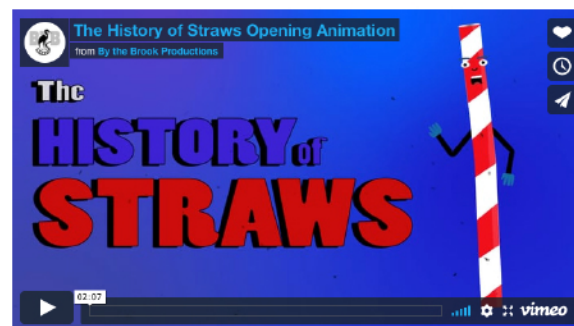 The History of Straws Opening Animation
from By the Brook Productions
The
HISTORY of
STRAWS
02:07
vimeo